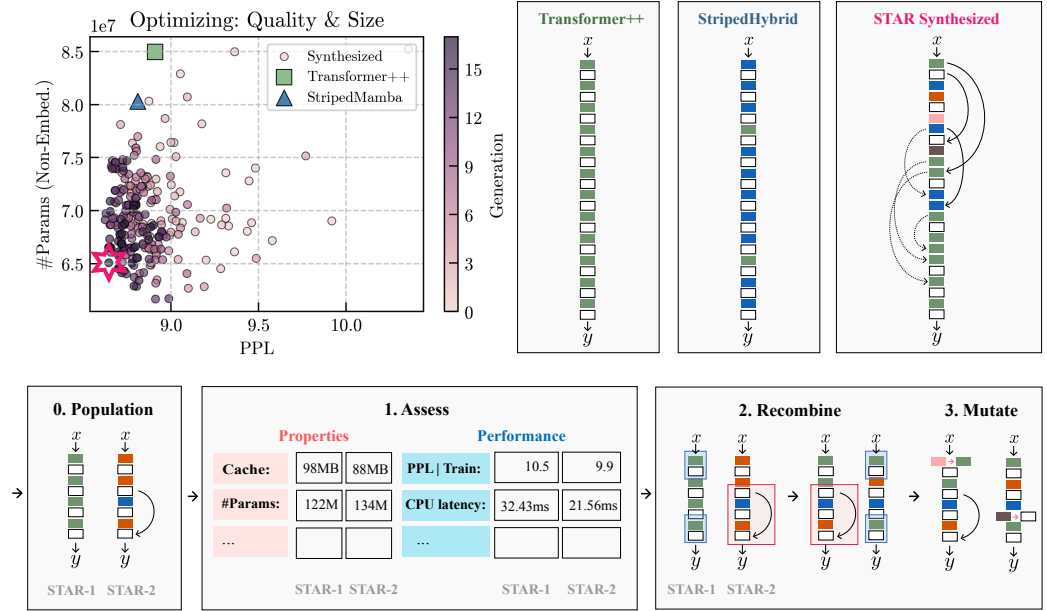 Optimizing: Quality & Size
1e7
8.5
8.0
7.5
7.0
6.5
#Params (Non-Embed.)
9.0
9.5
10.0
PPL
Synthesized
Transformer++
StripedMamba
15
12
9
6
3
0
Generation
Transformer++
x
y
StripedHybrid
x
y
STAR Synthesized
x
y
0. Population
x
x
y
y
STAR-1
STAR-2
1. Assess
Properties
Performance
Cache:
98MB
88MB
PPL | Train:
10.5
9.9
#Params:
122M
134M
CPU latency:
32.43ms
21.56ms
...
...
STAR-1
STAR-2
STAR-1
STAR-2
2. Recombine
x
x
x
x
y
y
y
y
STAR-1
STAR-2
3. Mutate
x
x
y
y